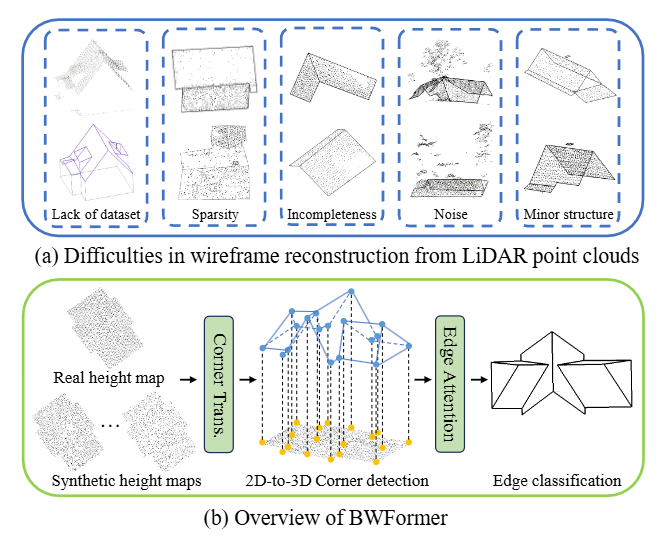 Lack of dataset
Sparsity
Incompleteness
Noise
Minor structure
(a) Difficulties in wireframe reconstruction from LiDAR point clouds
Real height map
...
Synthetic height maps
Corner Trans.
2D-to-3D Corner detection
Edge Attention
Edge classification
(b) Overview of BWFormer